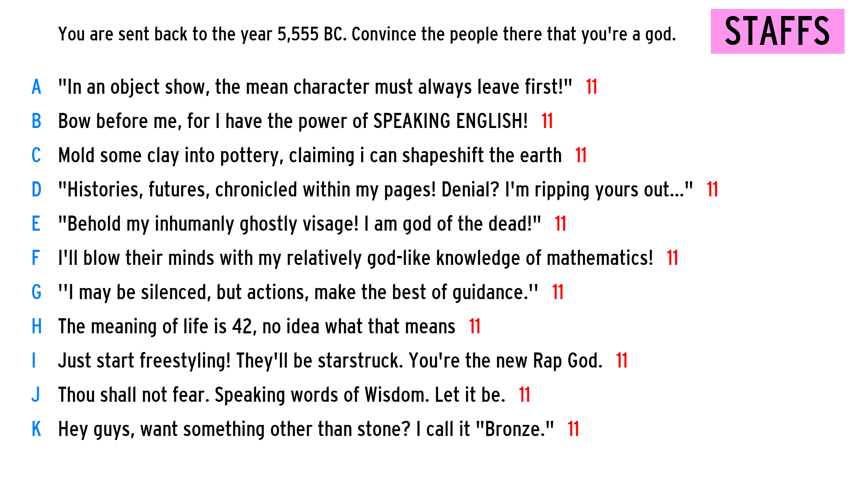 You are sent back to the year 5,555 BC. Convince the people there that you're a god.
STAFFS
A "In an object show, the mean character must always leave first!" 11
B Bow before me, for I have the power of SPEAKING ENGLISH! 11
C Mold some clay into pottery, claiming i can shapeshift the earth 11
D "Histories, futures, chronicled within my pages! Denial? I'm ripping yours out..." 11
E "Behold my inhumanly ghostly visage! I am god of the dead!" 11
F I'll blow their minds with my relatively god-like knowledge of mathematics! 11
G ''I may be silenced, but actions, make the best of guidance.'' 11
H The meaning of life is 42, no idea what that means 11
I Just start freestyling! They'll be starstruck. You're the new Rap God. 11
J Thou shall not fear. Speaking words of Wisdom. Let it be. 11
K Hey guys, want something other than stone? I call it "Bronze." 11